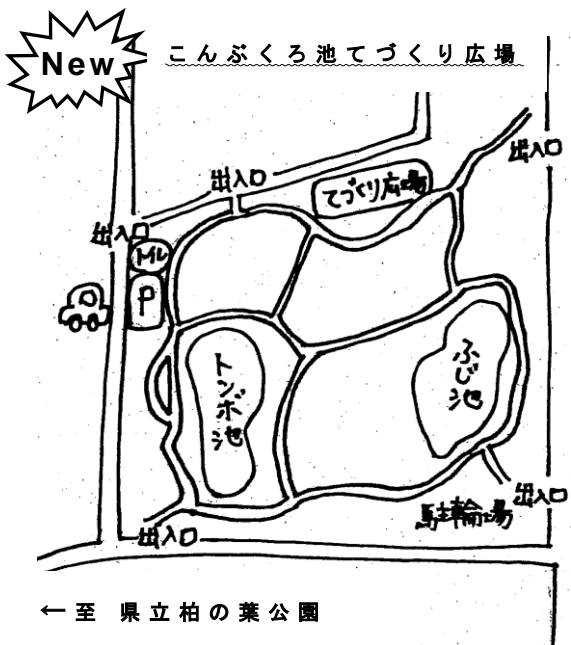 New
こんぶくろ池てづくり広場
出入口
出入口
てづくり広場
出入口
トイレ
P
トンボ池
ふじ池
出入口
駐輪場
出入口
← 至 県立柏の葉公園